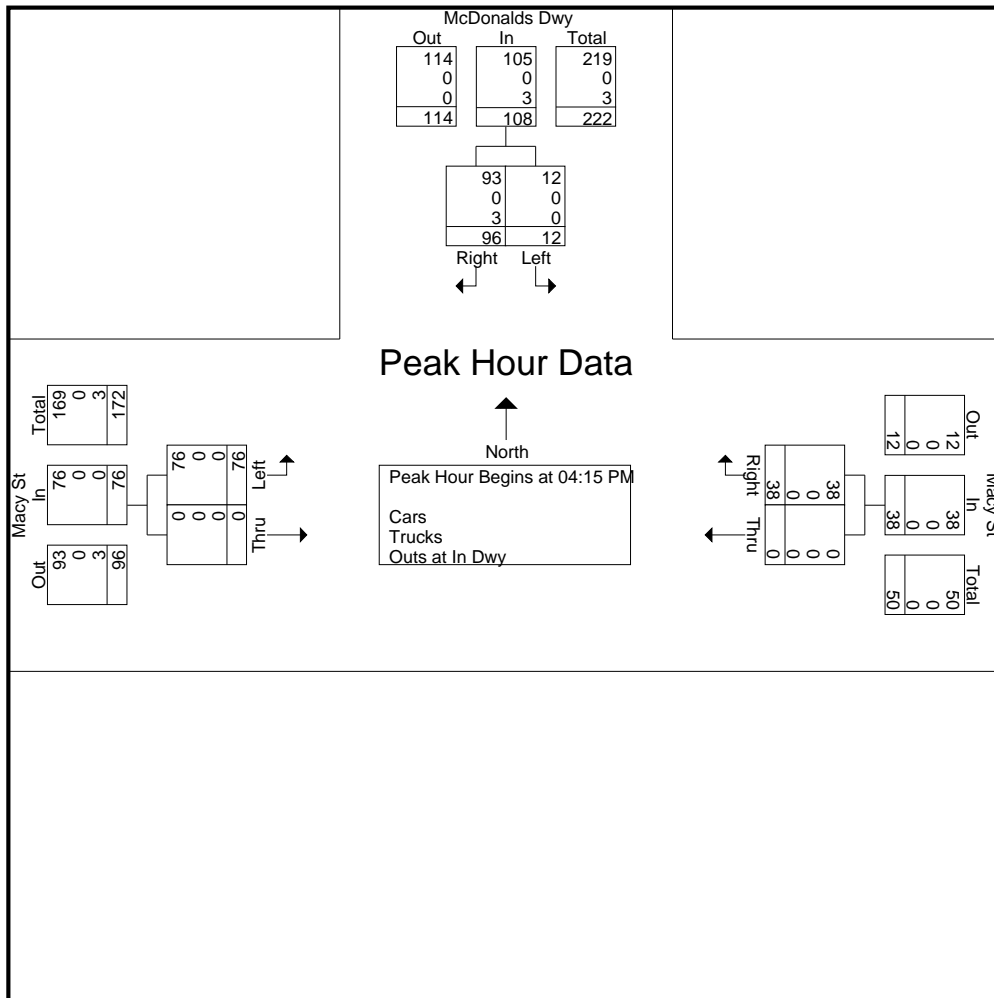 McDonalds Dwy
Out In Total
114 105 219
0 0 0
0 3 3
114 108 222
93 12
0 0
3 0
96 12
Right Left
Peak Hour Data
North
Peak Hour Begins at 04:15 PM
Cars
Trucks
Outs at In Dwy
Macy St
Out In Total
93 76 169
0 0 0
3 0 3
96 76 172
Left Thru
76 0
0 0
0 0
76 0
Macy St
Out In Total
12 38 50
0 0 0
0 0 0
12 38 50
Right Thru
38 0
0 0
0 0
38 0